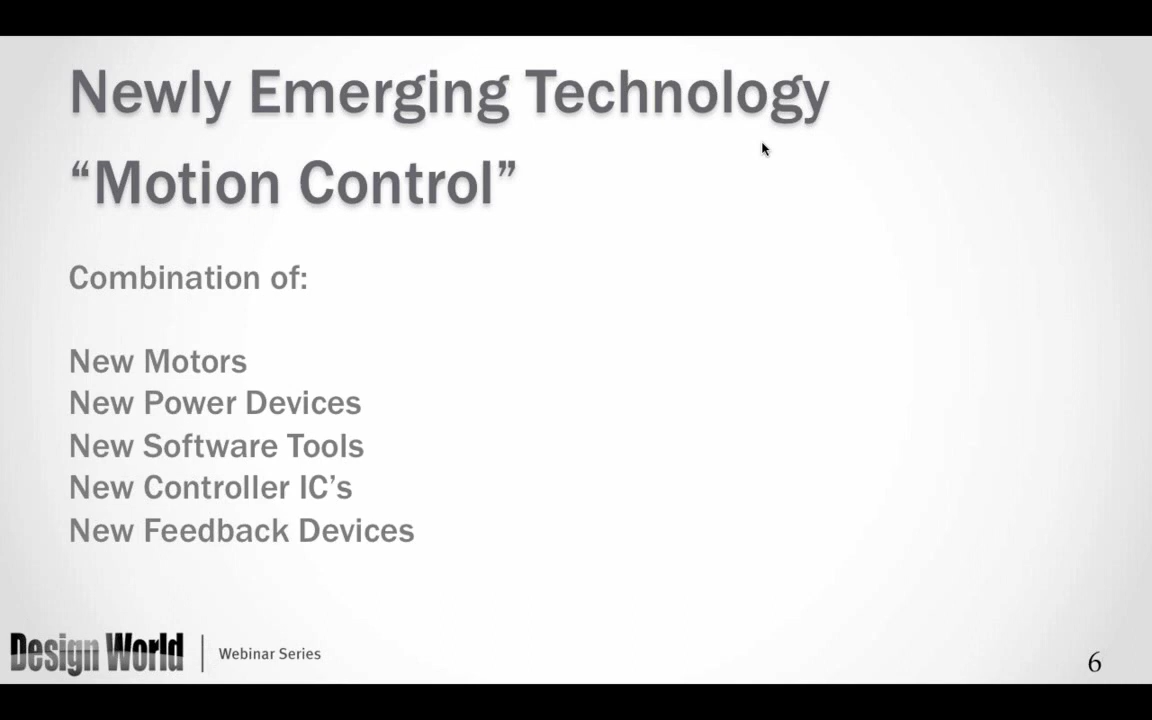 Newly Emerging Technology
“Motion Control”
Combination of:
New Motors
New Power Devices
New Software Tools
New Controller IC’s
New Feedback Devices
Design World
Webinar Series
6